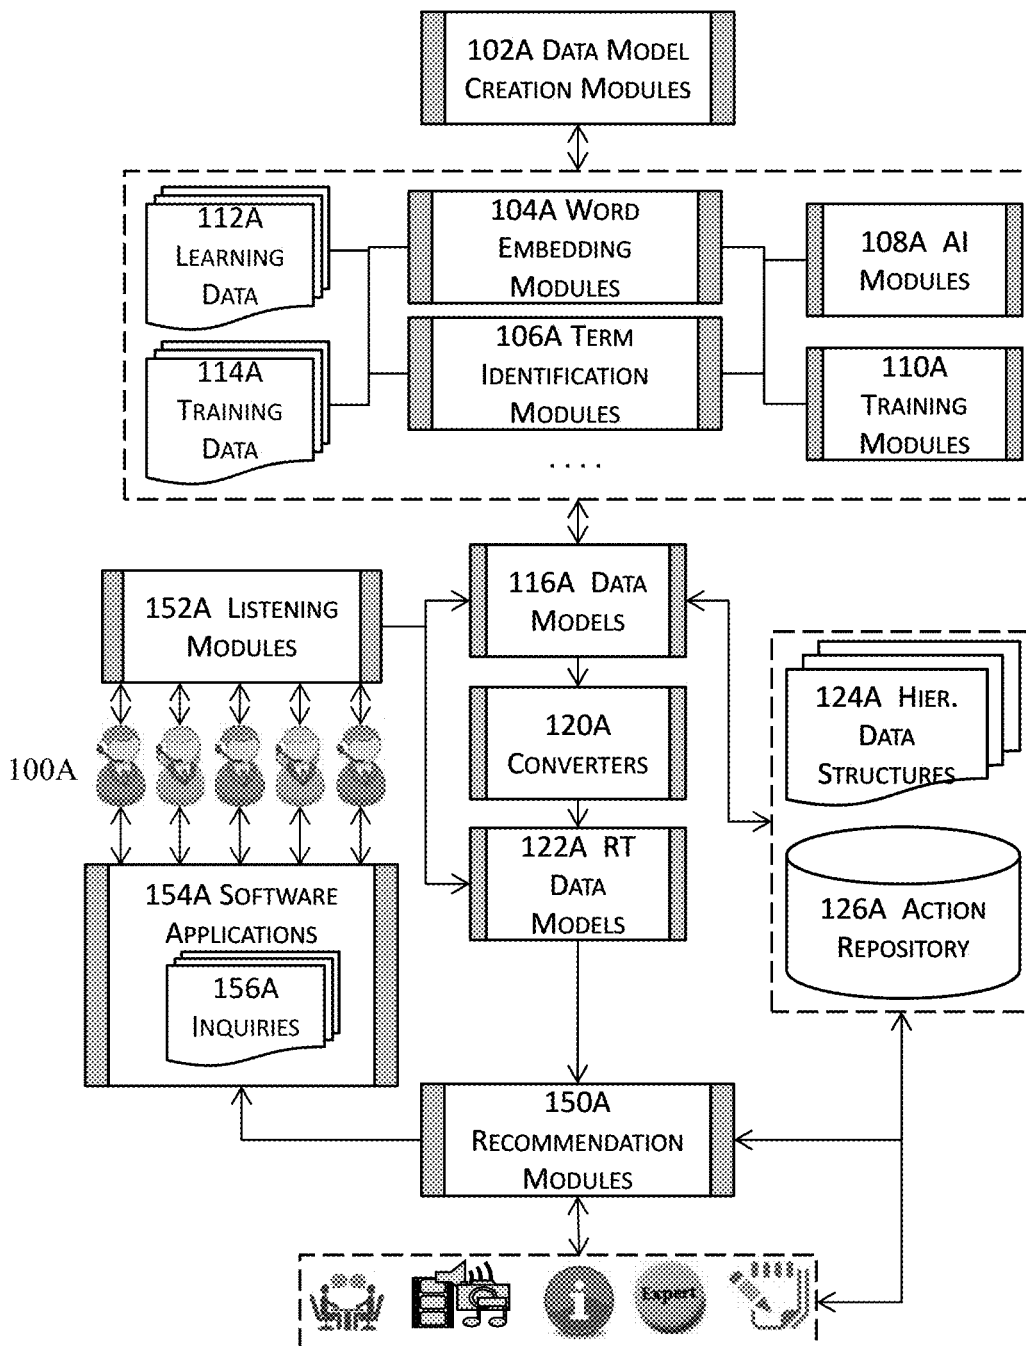 102A DATA MODEL
CREATION MODULES
112A
LEARNING
DATA
104A WORD
EMBEDDING
MODULES
108A AI
MODULES
114A
TRAINING
DATA
106A TERM
IDENTIFICATION
MODULES
110A
TRAINING
MODULES
. . . .
152A LISTENING
MODULES
116A DATA
MODELS
100A
120A
CONVERTERS
124A HIER.
DATA
STRUCTURES
154A SOFTWARE
APPLICATIONS
156A
INQUIRIES
122A RT
DATA
MODELS
126A ACTION
REPOSITORY
150A
RECOMMENDATION
MODULES
i
Expert